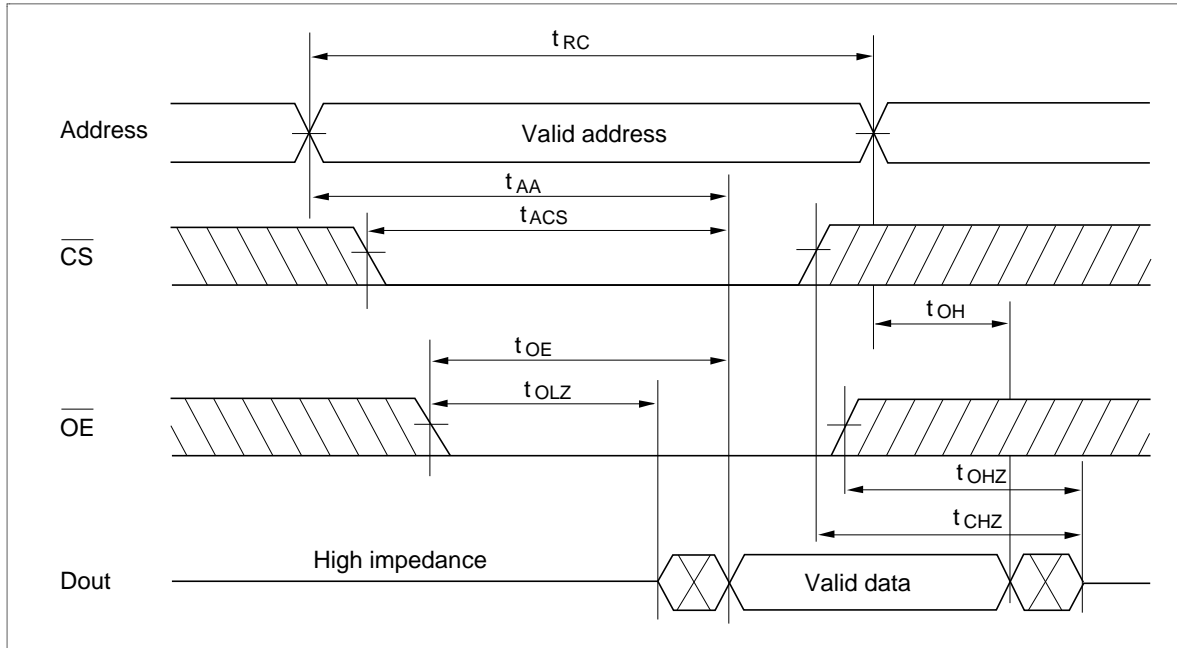 tRC
Address
Valid address
tAA
tACS
CS
tOH
tOE
tOLZ
OE
tOHZ
tCHZ
High impedance
Dout
Valid data